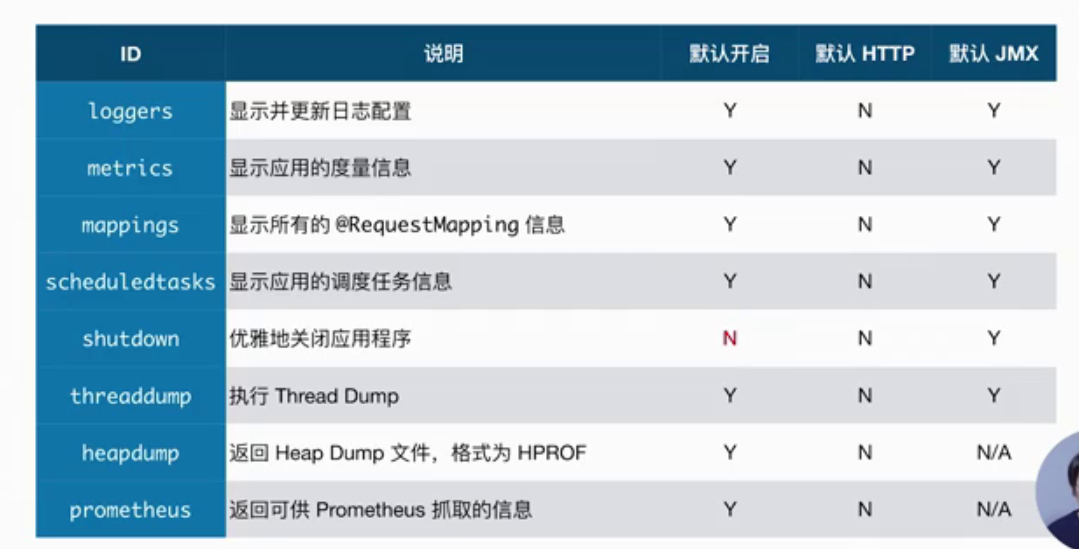 ID 说明 默认开启 默认 HTTP 默认 JMX
loggers 显示并更新日志配置 Y N Y
metrics 显示应用的度量信息 Y N Y
mappings 显示所有的 @RequestMapping 信息 Y N Y
scheduledtasks 显示应用的调度任务信息 Y N Y
shutdown 优雅地关闭应用程序 N N Y
threaddump 执行 Thread Dump Y N Y
heapdump 返回 Heap Dump 文件，格式为 HPROF Y N N/A
prometheus 返回可供 Prometheus 抓取的信息 Y N N/A